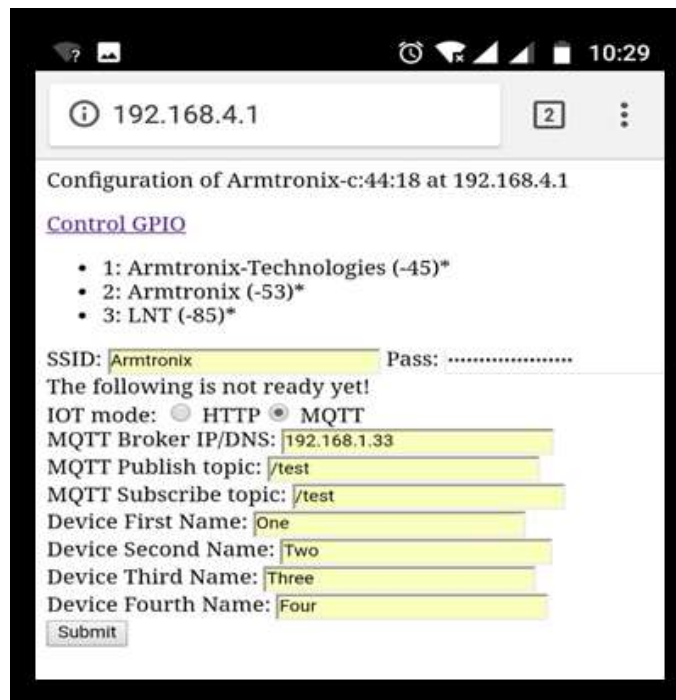 10:29
192.168.4.1
2
Configuration of Armtronix-c:44:18 at 192.168.4.1
Control GPIO
• 1: Armtronix-Technologies (-45)*
• 2: Armtronix (-53)*
• 3: LNT (-85)*
SSID: Armtronix Pass: ••••••••••••••••••••
The following is not ready yet!
IOT mode: HTTP MQTT
MQTT Broker IP/DNS: 192.168.1.33
MQTT Publish topic: /test
MQTT Subscribe topic: /test
Device First Name: One
Device Second Name: Two
Device Third Name: Three
Device Fourth Name: Four
Submit